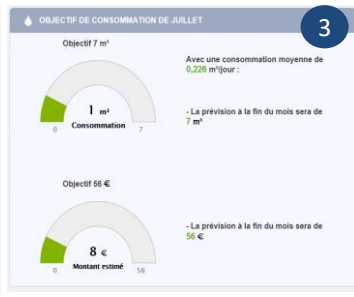 OBJECTIF DE CONSOMMATION DE JUILLET
3
Objectif 7 m³
1 m³
Consommation
0
7
Avec une consommation moyenne de
0,226 m³/jour :
- La prévision à la fin du mois sera de
7 m³
Objectif 56 €
8 €
Montant estimé
0
56
- La prévision à la fin du mois sera de
56 €